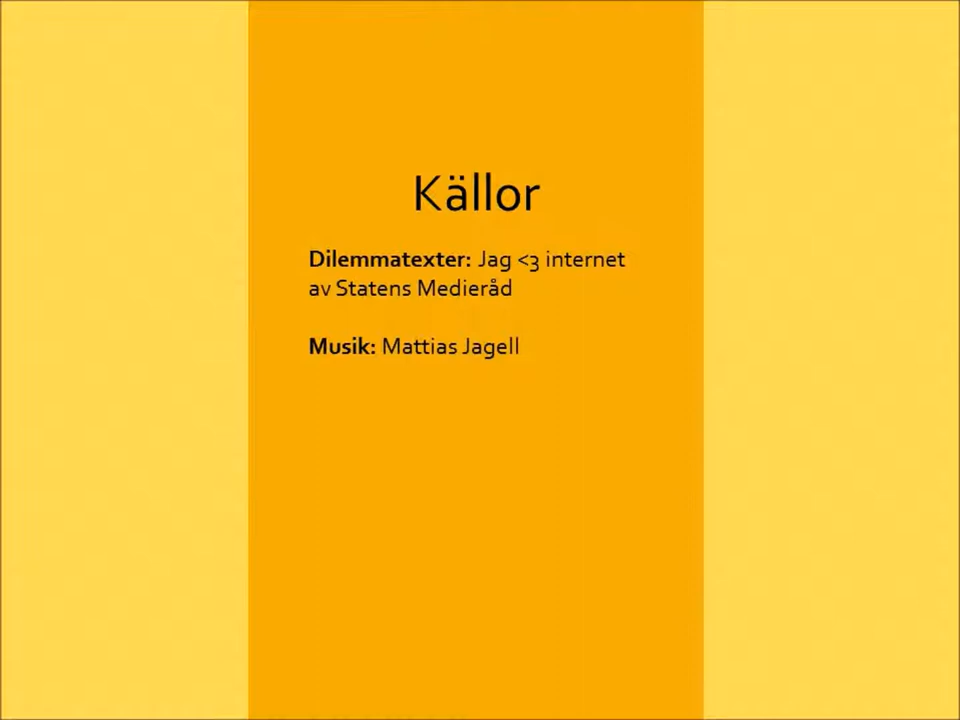 Källor
Dilemmatexter: Jag <3 internet
av Statens Medieråd
Musik: Mattias Jagell